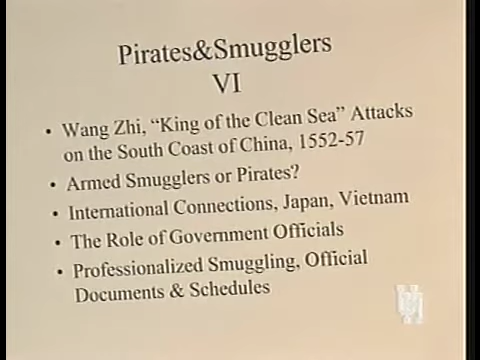 Pirates&Smugglers
VI
• Wang Zhi, “King of the Clean Sea” Attacks
on the South Coast of China, 1552-57
• Armed Smugglers or Pirates?
• International Connections, Japan, Vietnam
• The Role of Government Officials
• Professionalized Smuggling, Official
Documents & Schedules